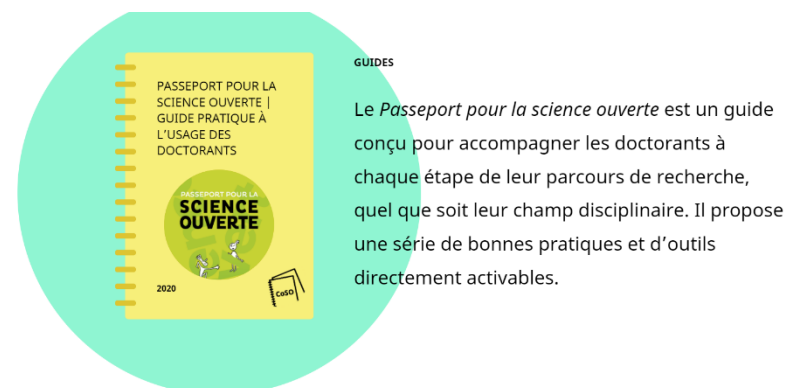 PASSEPORT POUR LA
SCIENCE OUVERTE |
GUIDE PRATIQUE À
L’USAGE DES
DOCTORANTS
PASSEPORT POUR LA
SCIENCE
OUVERTE
2020
CoSO
GUIDES
Le Passeport pour la science ouverte est un guide
conçu pour accompagner les doctorants à
chaque étape de leur parcours de recherche,
quel que soit leur champ disciplinaire. Il propose
une série de bonnes pratiques et d’outils
directement activables.